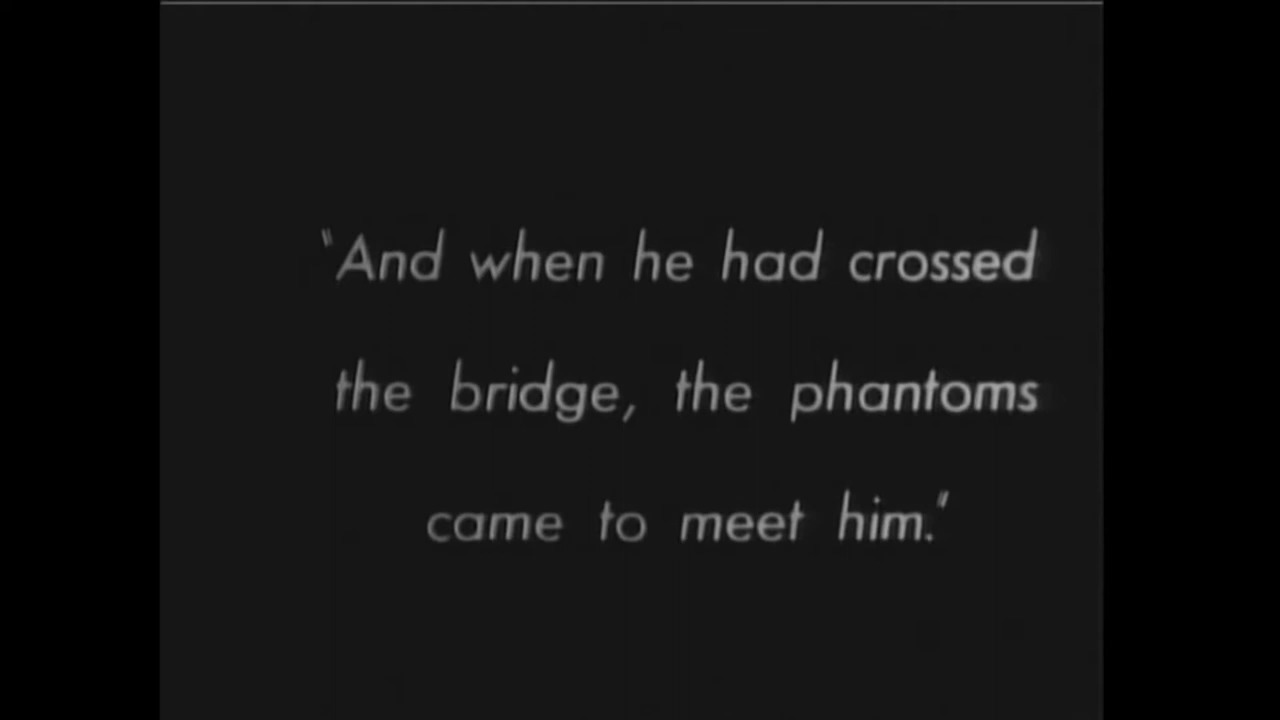 "And when he had crossed
the bridge, the phantoms
came to meet him."